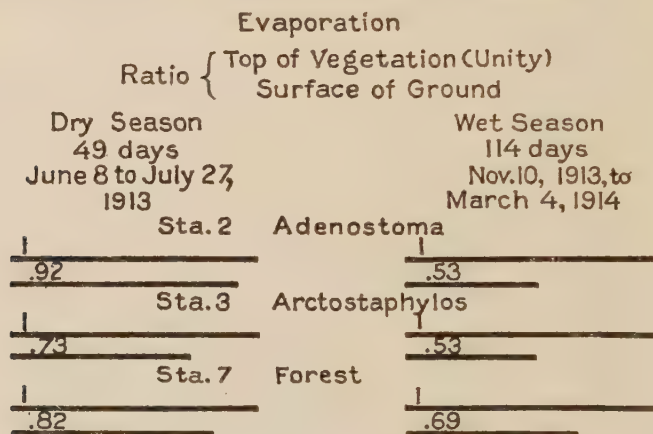 Evaporation
Ratio { Top of Vegetation (Unity)
Surface of Ground
Dry Season
49 days
June 8 to July 27,
1913
Wet Season
114 days
Nov. 10, 1913, to
March 4, 1914
Sta. 2 Adenostoma
1 1
.92 .53
Sta. 3 Arctostaphylos
1 1
.73 .53
Sta. 7 Forest
1 1
.82 .69